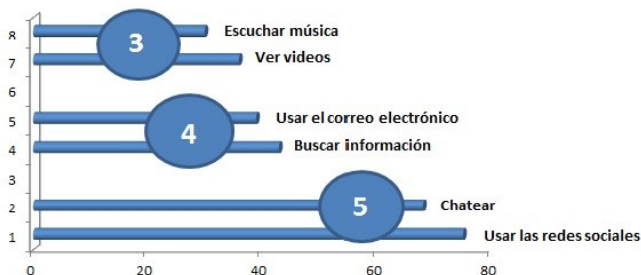 8
Escuchar música
3
7
Ver videos
6
5
Usar el correo electrónico
4
4
Buscar información
3
2
5
Chatear
1
Usar las redes sociales
0 20 40 60 80